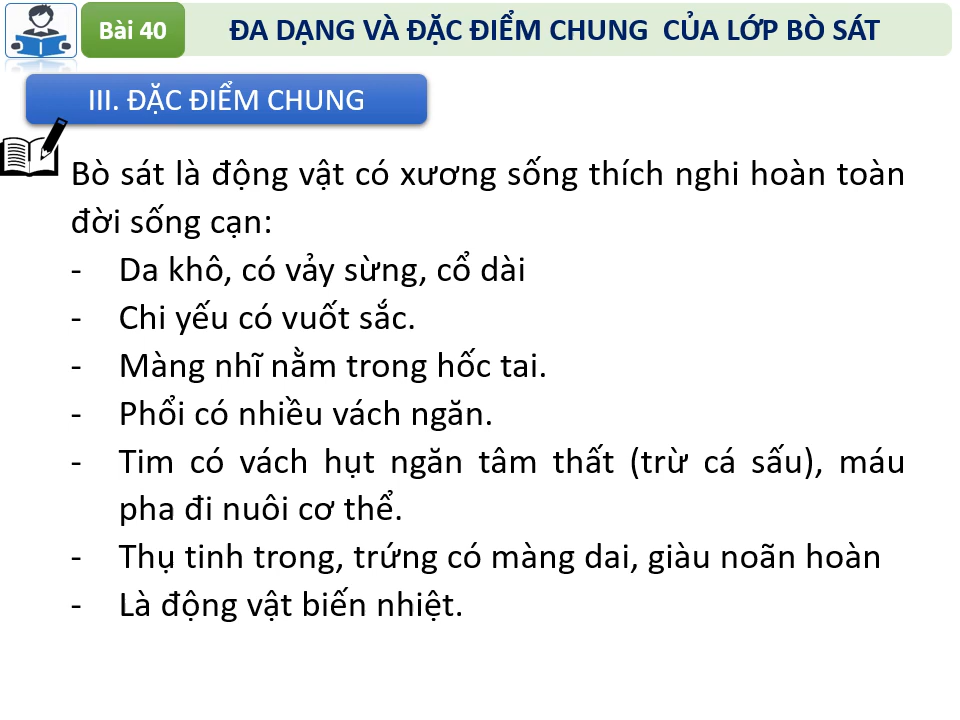 Bài 40
ĐA DẠNG VÀ ĐẶC ĐIỂM CHUNG CỦA LỚP BÒ SÁT
III. ĐẶC ĐIỂM CHUNG
Bò sát là động vật có xương sống thích nghi hoàn toàn
đời sống cạn:
- Da khô, có vảy sừng, cổ dài
- Chi yếu có vuốt sắc.
- Màng nhĩ nằm trong hốc tai.
- Phổi có nhiều vách ngăn.
- Tim có vách hụt ngăn tâm thất (trừ cá sấu), máu
pha đi nuôi cơ thể.
- Thụ tinh trong, trứng có màng dai, giàu noãn hoàn
- Là động vật biến nhiệt.